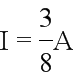 I = 3/8 A